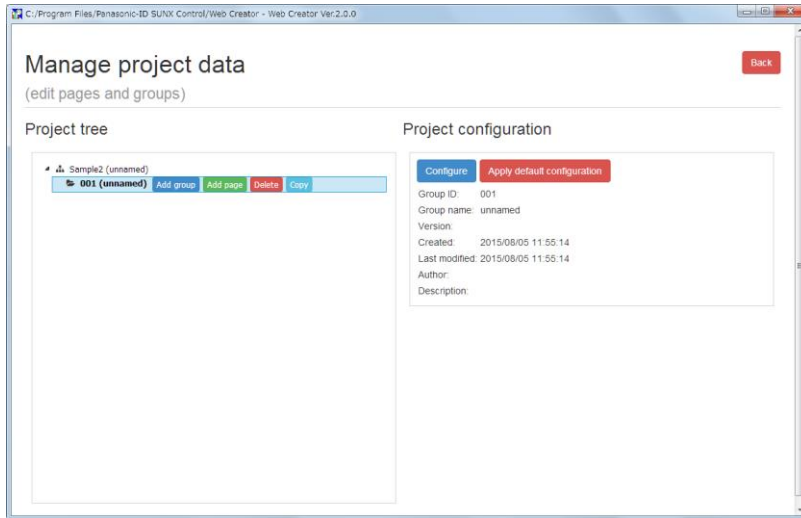 C:/Program Files/Panasonic-ID SUNX Control/Web Creator - Web Creator Ver.2.0.0
Manage project data
Back
(edit pages and groups)
Project tree
Project configuration
Sample2 (unnamed)
001 (unnamed) Add group Add page Delete Copy
Configure Apply default configuration
Group ID: 001
Group name: unnamed
Version:
Created: 2015/08/05 11:55:14
Last modified: 2015/08/05 11:55:14
Author:
Description: